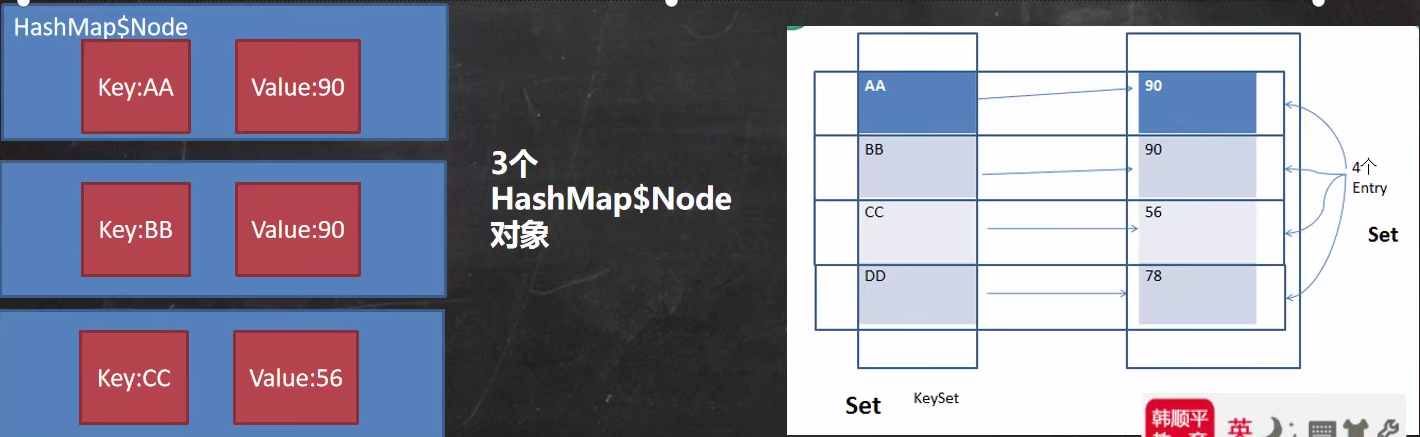 HashMap$Node
Key:AA
Value:90
Key:BB
Value:90
Key:CC
Value:56
3个
HashMap$Node
对象
AA
90
BB
90
CC
56
DD
78
4个
Entry
Set
Set
KeySet
韩顺平
英